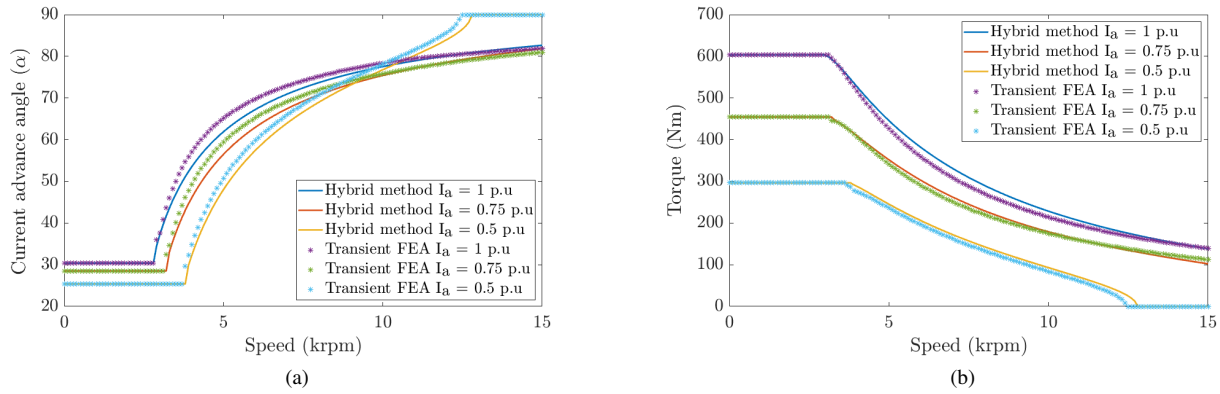 90
80
70
60
50
40
30
20
Current advance angle (α)
Hybrid method Ia = 1 p.u
Hybrid method Ia = 0.75 p.u
Hybrid method Ia = 0.5 p.u
Transient FEA Ia = 1 p.u
Transient FEA Ia = 0.75 p.u
Transient FEA Ia = 0.5 p.u
0 5 10 15
Speed (krpm)
(a)
700
600
500
400
300
200
100
0
Torque (Nm)
Hybrid method Ia = 1 p.u
Hybrid method Ia = 0.75 p.u
Hybrid method Ia = 0.5 p.u
Transient FEA Ia = 1 p.u
Transient FEA Ia = 0.75 p.u
Transient FEA Ia = 0.5 p.u
0 5 10 15
Speed (krpm)
(b)